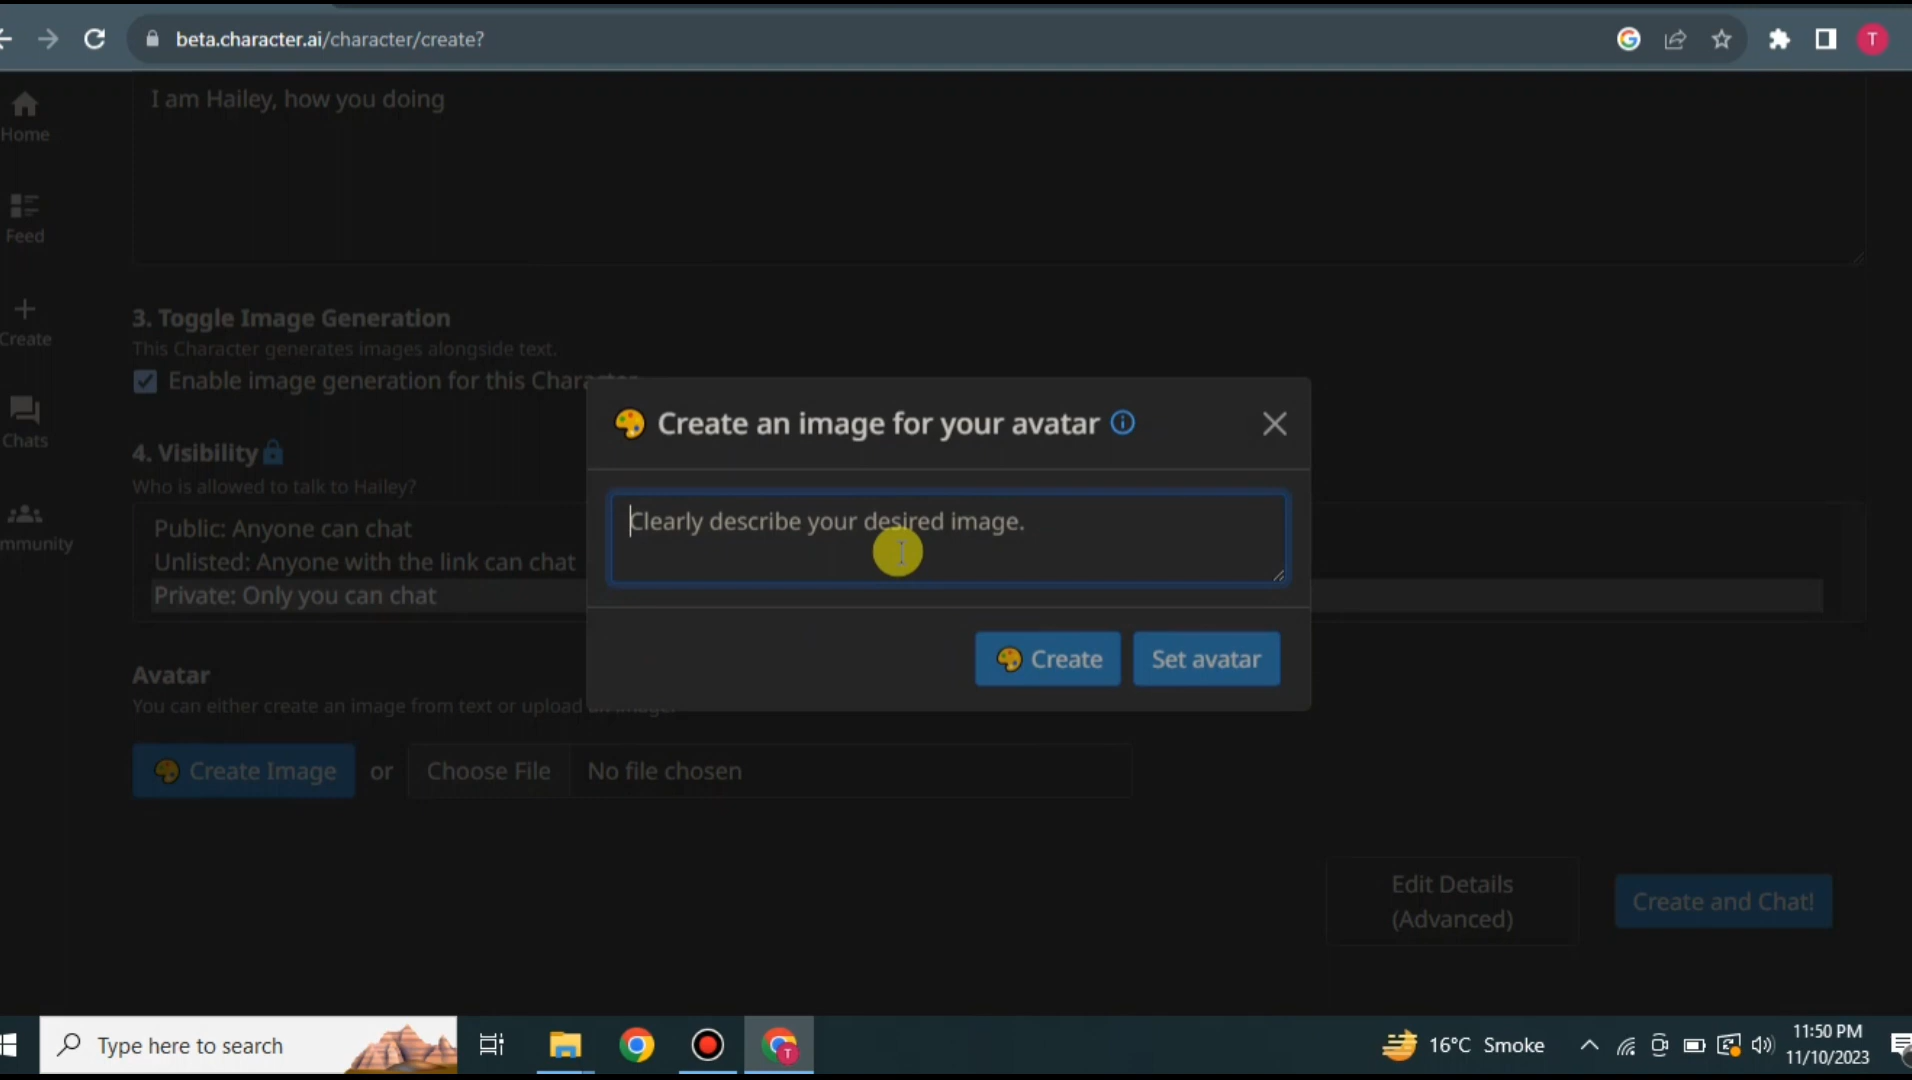 beta.character.ai/character/create?
T
I am Hailey, how you doing
Home
Feed
Create
Chats
mmunity
3. Toggle Image Generation
This Character generates images alongside text.
Enable image generation for this Character
4. Visibility
Who is allowed to talk to Hailey?
Public: Anyone can chat
Unlisted: Anyone with the link can chat
Private: Only you can chat
Create an image for your avatar
Clearly describe your desired image.
Create
Set avatar
Avatar
You can either create an image from text or upload an image.
Create Image
or
Choose File
No file chosen
Edit Details
(Advanced)
Create and Chat!
Type here to search
T
16°C Smoke
11:50 PM
11/10/2023